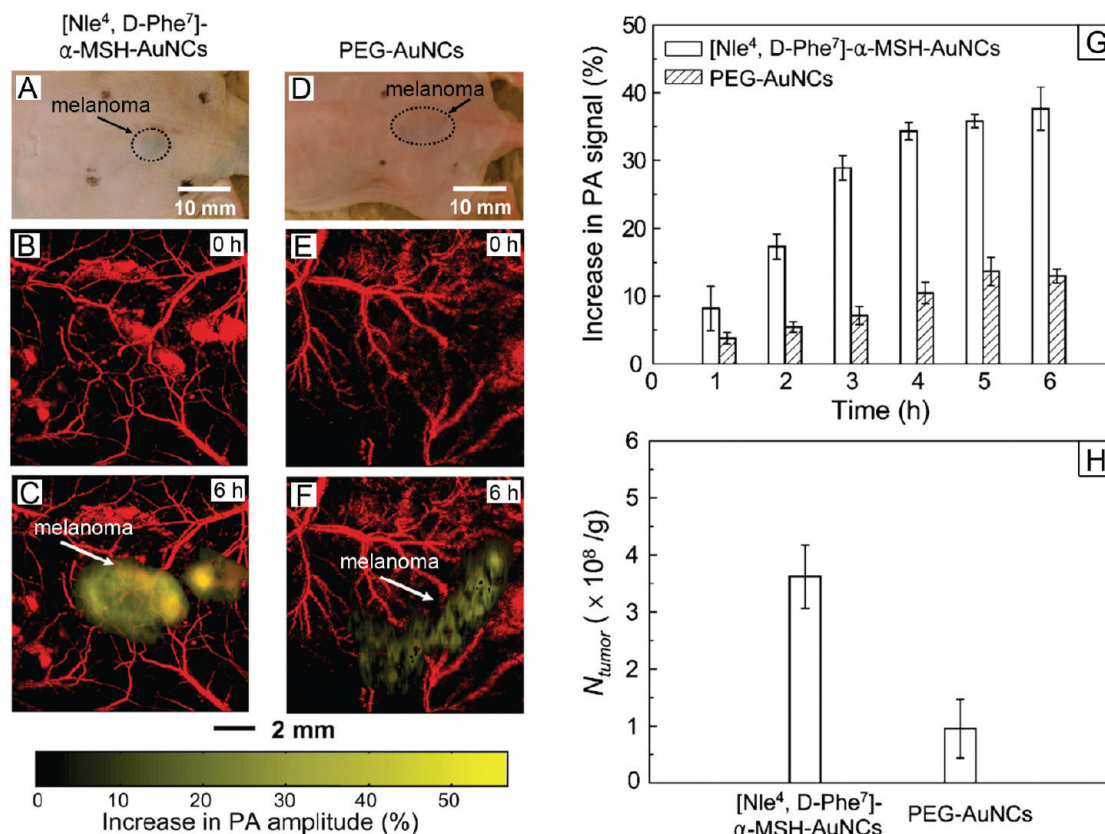 [Nle⁴, D-Phe⁷]-
α-MSH-AuNCs
PEG-AuNCs
A
melanoma
10 mm
D
melanoma
10 mm
B
0 h
E
0 h
C
6 h
melanoma
F
6 h
melanoma
2 mm
0 10 20 30 40 50
Increase in PA amplitude (%)
G
[Nle⁴, D-Phe⁷]-α-MSH-AuNCs
PEG-AuNCs
Increase in PA signal (%)
50
40
30
20
10
0
0 1 2 3 4 5 6
Time (h)
H
N_tumor ( × 10⁸ /g)
6
5
4
3
2
1
0
[Nle⁴, D-Phe⁷]-
α-MSH-AuNCs
PEG-AuNCs